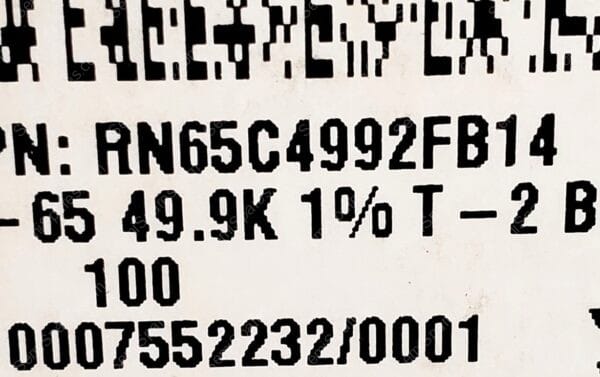 PN: RN65C4992FB14
-65 49.9K 1% T-2 B
100
0007552232/0001